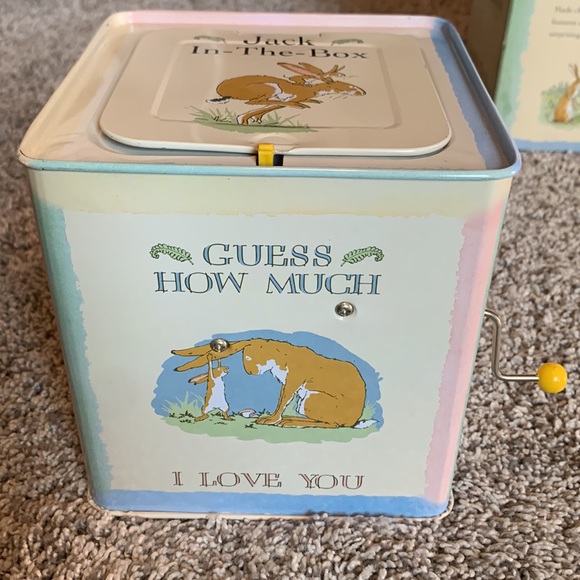 Jack
In-The-Box
GUESS
HOW MUCH
I LOVE YOU